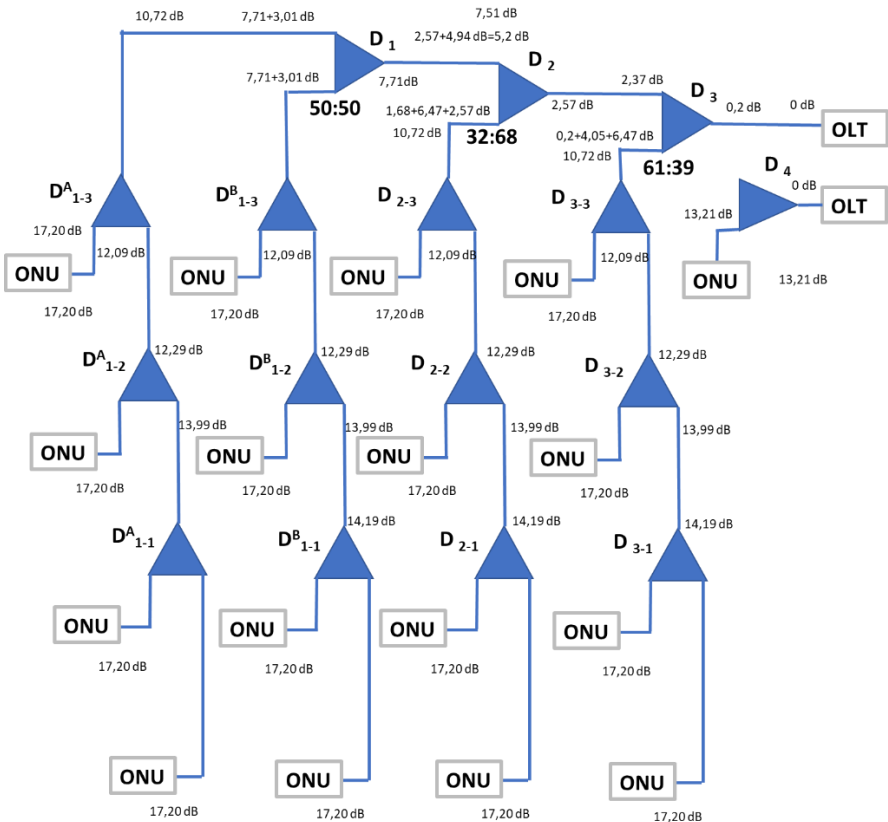 10,72 dB
7,71+3,01 dB
7,51 dB
2,57+4,94 dB=5,2 dB
D 1
D 2
7,71 dB
2,37 dB
D 3
7,71+3,01 dB
50:50
1,68+6,47+2,57 dB
10,72 dB
32:68
2,57 dB
0,2 dB
0 dB
OLT
0,2+4,05+6,47 dB
10,72 dB
61:39
D 4
0 dB
OLT
13,21 dB
ONU
13,21 dB
D^A 1-3
D^B 1-3
D 2-3
D 3-3
17,20 dB
12,09 dB
12,09 dB
12,09 dB
12,09 dB
ONU
ONU
ONU
ONU
17,20 dB
17,20 dB
17,20 dB
17,20 dB
D^A 1-2
D^B 1-2
D 2-2
D 3-2
12,29 dB
12,29 dB
12,29 dB
12,29 dB
13,99 dB
13,99 dB
13,99 dB
13,99 dB
ONU
ONU
ONU
ONU
17,20 dB
17,20 dB
17,20 dB
17,20 dB
D^A 1-1
D^B 1-1
D 2-1
D 3-1
14,19 dB
14,19 dB
14,19 dB
ONU
ONU
ONU
ONU
17,20 dB
17,20 dB
17,20 dB
17,20 dB
ONU
ONU
ONU
ONU
17,20 dB
17,20 dB
17,20 dB
17,20 dB